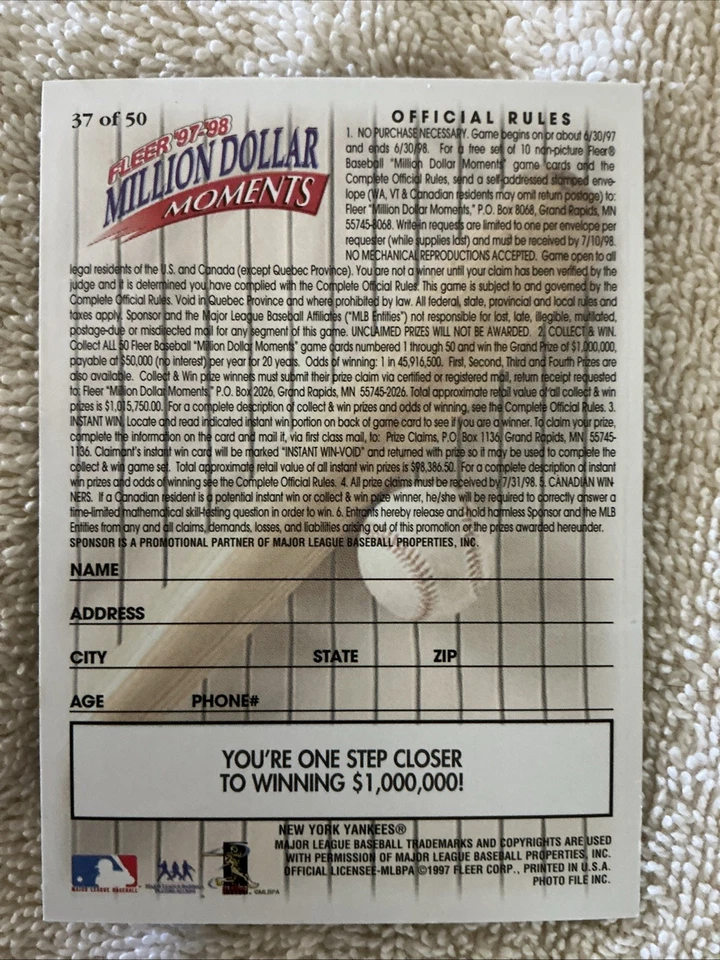 37 of 50
FLEER '97-'98
MILLION DOLLAR
MOMENTS
OFFICIAL RULES
1. NO PURCHASE NECESSARY. Game begins on or about 6/30/97
and ends 6/30/98. For a free set of 10 non-picture Fleer®
Baseball "Million Dollar Moments" game cards and the
Complete Official Rules, send a self-addressed stamped enve-
lope (WA, VT & Canadian residents may omit return postage) to:
Fleer "Million Dollar Moments," P.O. Box 8068, Grand Rapids, MN
55745-8068. Write-in requests are limited to one per envelope per
requester (while supplies last) and must be received by 7/10/98.
NO MECHANICAL REPRODUCTIONS ACCEPTED. Game open to all
legal residents of the U.S. and Canada (except Quebec Province). You are not a winner until your claim has been verified by the
judge and it is determined you have complied with the Complete Official Rules. This game is subject to and governed by the
Complete Official Rules. Void in Quebec Province and where prohibited by law. All federal, state, provincial and local rules and
taxes apply. Sponsor and the Major League Baseball Affiliates ("MLB Entities") not responsible for lost, late, illegible, mutilated,
postage-due or misdirected mail for any segment of this game. UNCLAIMED PRIZES WILL NOT BE AWARDED. 2. COLLECT & WIN.
Collect ALL 50 Fleer Baseball "Million Dollar Moments" game cards numbered 1 through 50 and win the Grand Prize of $1,000,000,
payable at $50,000 (no interest) per year for 20 years. Odds of winning: 1 in 45,916,500. First, Second, Third and Fourth Prizes are
also available. Collect & Win prize winners must submit their prize claim via certified or registered mail, return receipt requested
to: Fleer "Million Dollar Moments," P.O. Box 2026, Grand Rapids, MN 55745-2026. Total approximate retail value of all collect & win
prizes is $1,015,750.00. For a complete description of collect & win prizes and odds of winning, see the Complete Official Rules. 3.
INSTANT WIN. Locate and read indicated instant win portion on back of game card to see if you are a winner. To claim your prize,
complete the information on the card and mail it, via first class mail, to: Prize Claims, P.O. Box 1136, Grand Rapids, MN 55745-
1136. Claimant's instant win card will be marked "INSTANT WIN-VOID" and returned with prize so it may be used to complete the
collect & win game set. Total approximate retail value of all instant win prizes is $98,386.50. For a complete description of instant
win prizes and odds of winning see the Complete Official Rules. 4. All prize claims must be received by 7/31/98. 5. CANADIAN WIN-
NERS. If a Canadian resident is a potential instant win or collect & win prize winner, he/she will be required to correctly answer a
time-limited mathematical skill-testing question in order to win. 6. Entrants hereby release and hold harmless Sponsor and the MLB
Entities from any and all claims, demands, losses, and liabilities arising out of this promotion or the prizes awarded hereunder.
SPONSOR IS A PROMOTIONAL PARTNER OF MAJOR LEAGUE BASEBALL PROPERTIES, INC.
NAME
ADDRESS
CITY STATE ZIP
AGE PHONE#
YOU'RE ONE STEP CLOSER
TO WINNING $1,000,000!
NEW YORK YANKEES®
MAJOR LEAGUE BASEBALL TRADEMARKS AND COPYRIGHTS ARE USED
WITH PERMISSION OF MAJOR LEAGUE BASEBALL PROPERTIES, INC.
OFFICIAL LICENSEE-MLBPA ©1997 FLEER CORP., PRINTED IN U.S.A.
PHOTO FILE INC.
MAJOR LEAGUE BASEBALL
©MLBPA